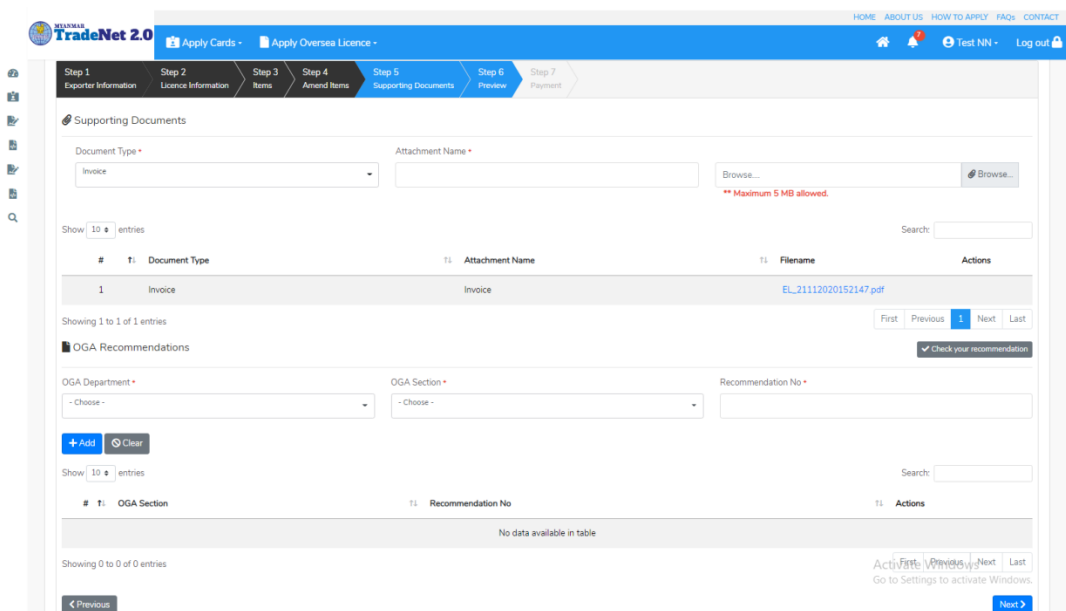 HOME ABOUT US HOW TO APPLY FAQs CONTACT
MYANMAR
TradeNet 2.0
Apply Cards Apply Oversea Licence 7 Test NN Log out
Step 1 Step 2 Step 3 Step 4 Step 5 Step 6 Step 7
Exporter Information Licence Information Items Amend Items Supporting Documents Preview Payment
Supporting Documents
Document Type * Attachment Name *
Invoice Browse.... Browse...
** Maximum 5 MB allowed.
Show 10 entries Search:
# Document Type Attachment Name Filename Actions
1 Invoice Invoice EL_21112020152147.pdf
Showing 1 to 1 of 1 entries First Previous 1 Next Last
OGA Recommendations Check your recommendation
OGA Department * OGA Section * Recommendation No *
- Choose - - Choose -
+ Add Clear
Show 10 entries Search:
# OGA Section Recommendation No Actions
No data available in table
Showing 0 to 0 of 0 entries First Previous Next Last
Activate Windows
Go to Settings to activate Windows.
Previous Next